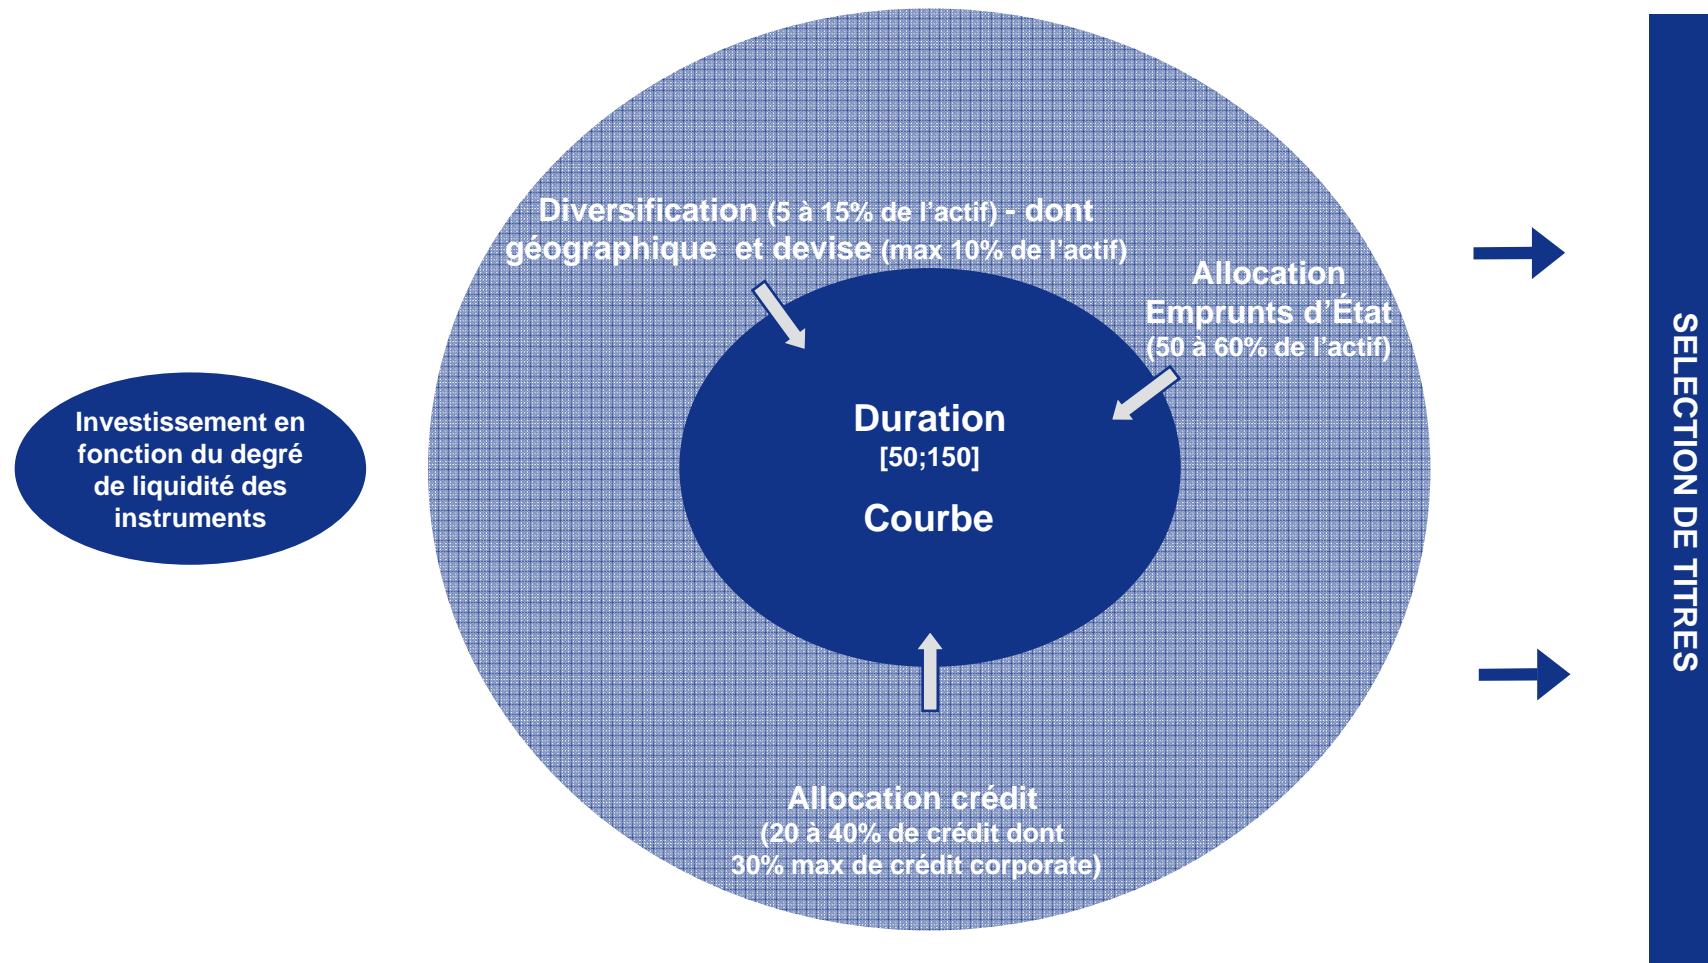 Diversification (5 à 15% de l’actif) - dont
géographique et devise (max 10% de l’actif)
Allocation
Emprunts d’État
(50 à 60% de l’actif)
Investissement en
fonction du degré
de liquidité des
instruments
Duration
[50;150]
Courbe
Allocation crédit
(20 à 40% de crédit dont
30% max de crédit corporate)
SELECTION DE TITRES